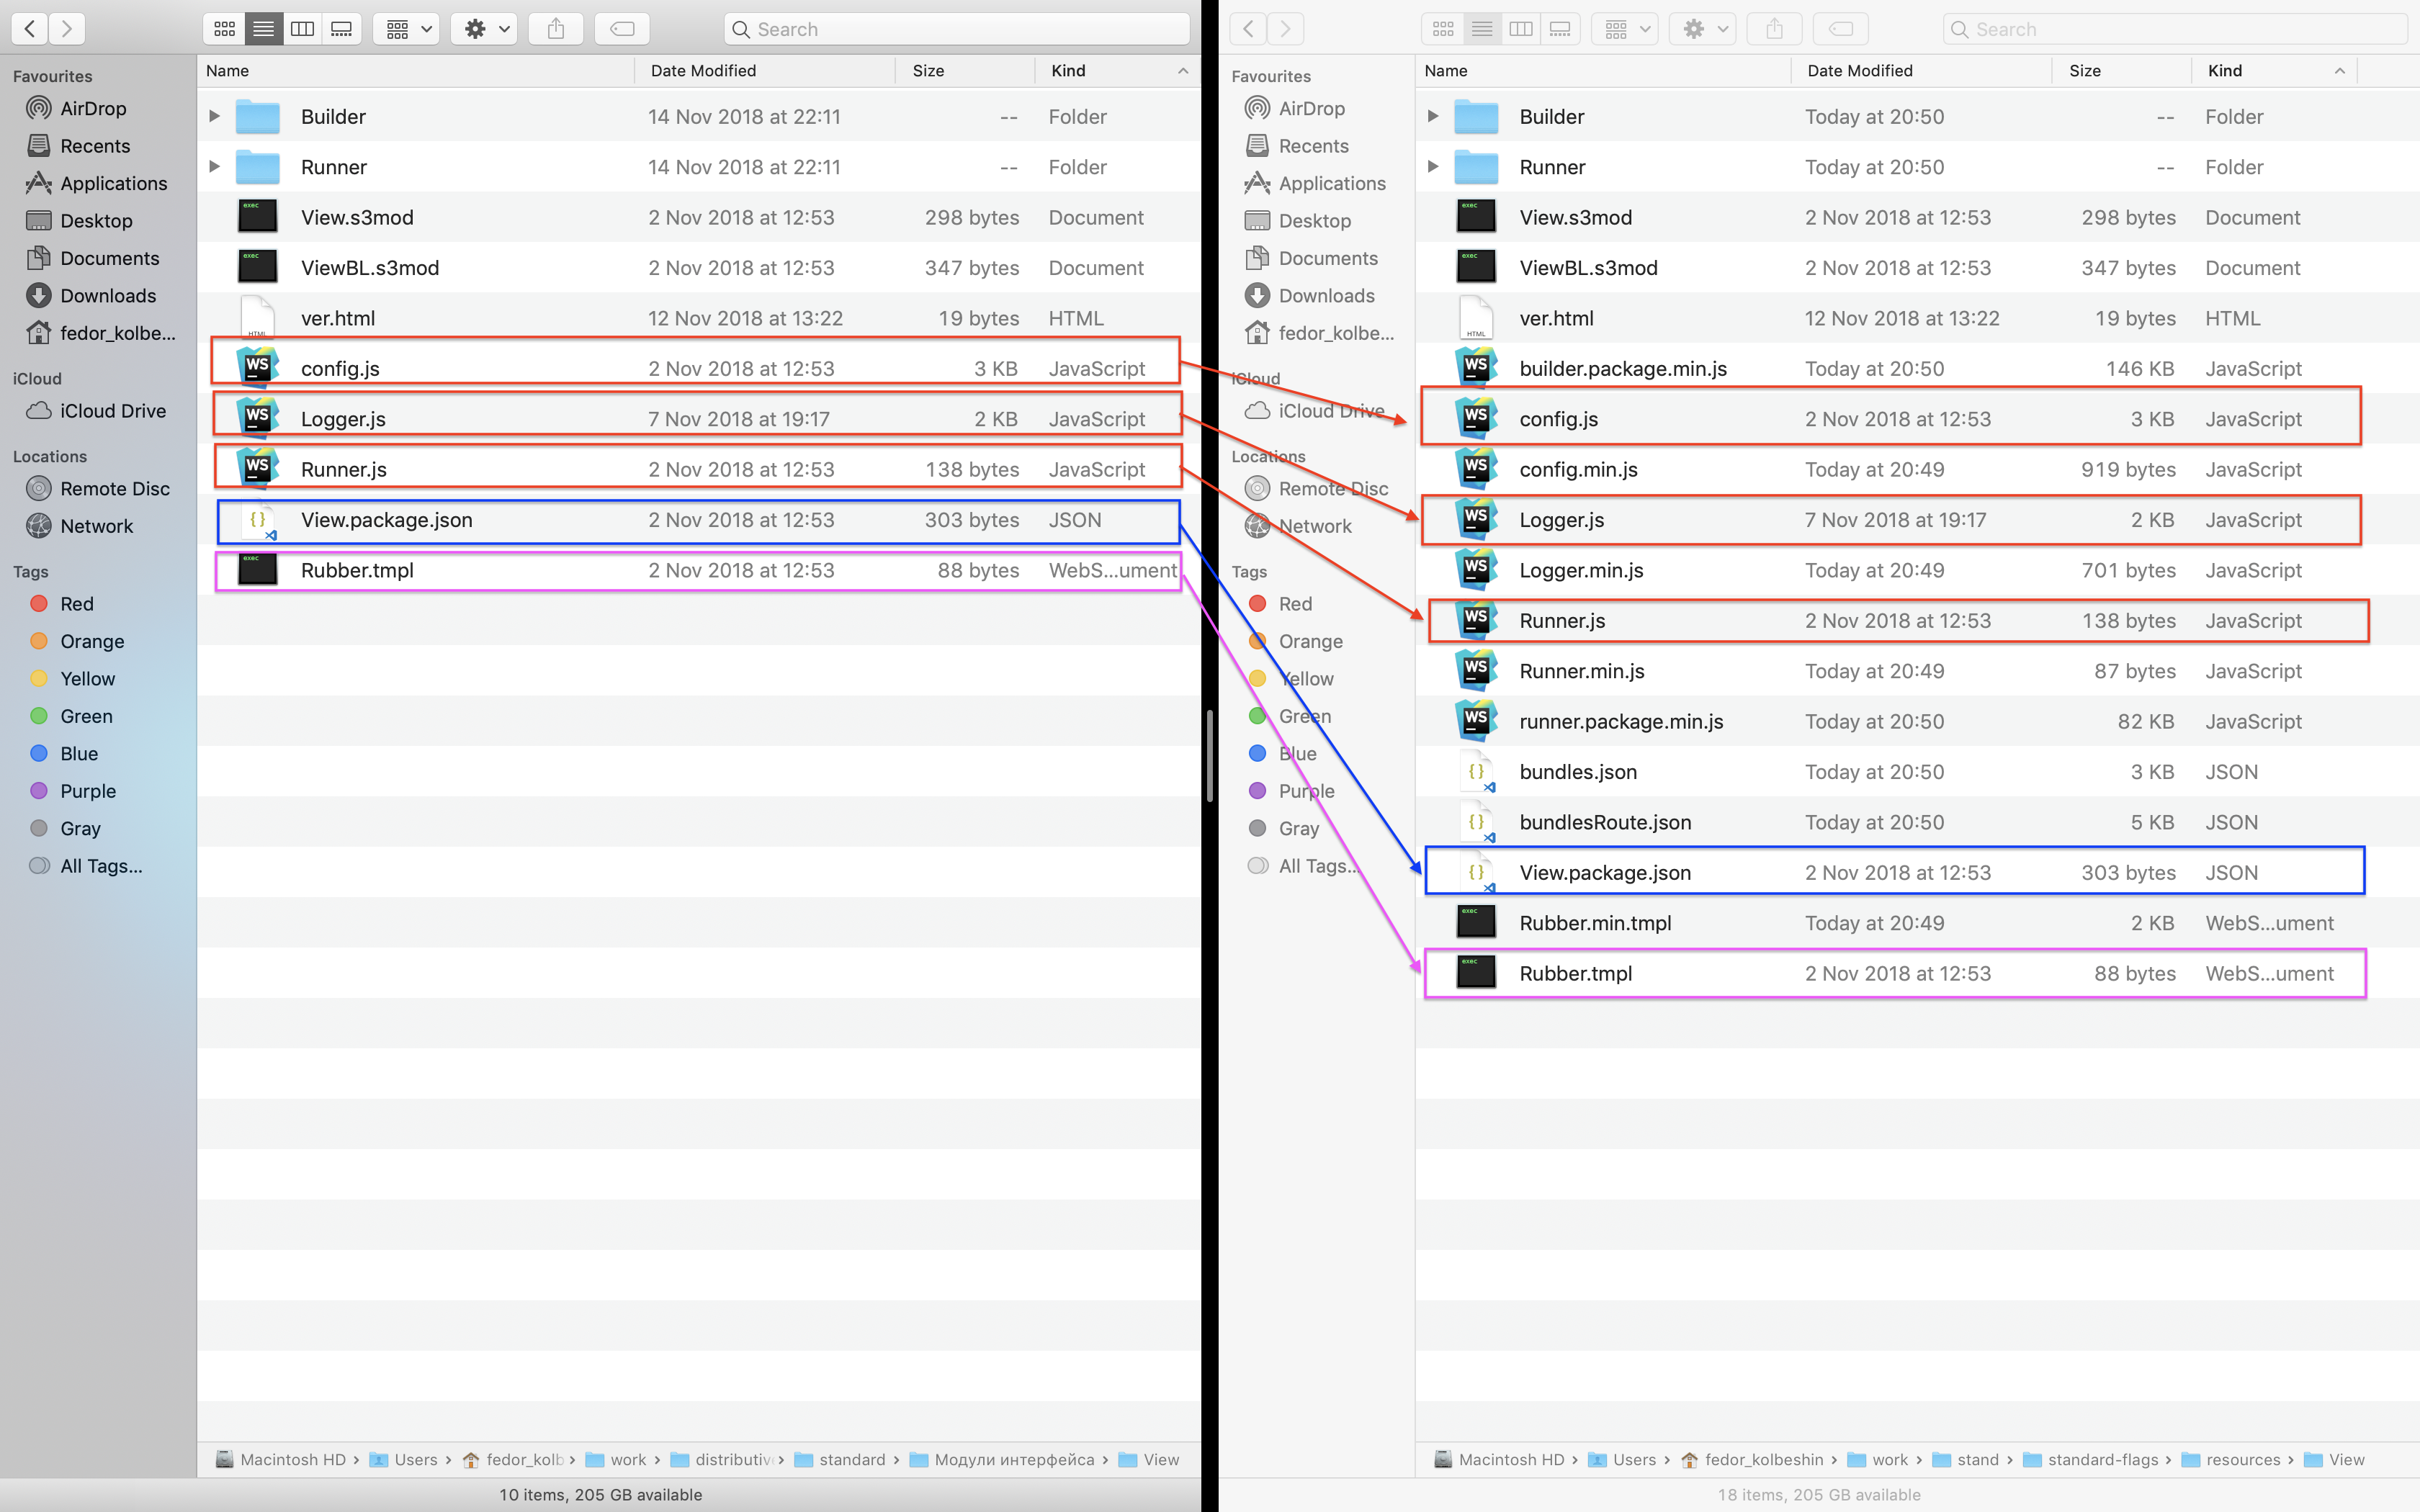 Search
Favourites
AirDrop
Recents
Applications
Desktop
Documents
Downloads
fedor_kolbe...
iCloud
iCloud Drive
Locations
Remote Disc
Network
Tags
Red
Orange
Yellow
Green
Blue
Purple
Gray
All Tags...
Name Date Modified Size Kind
Builder 14 Nov 2018 at 22:11 -- Folder
Runner 14 Nov 2018 at 22:11 -- Folder
View.s3mod 2 Nov 2018 at 12:53 298 bytes Document
ViewBL.s3mod 2 Nov 2018 at 12:53 347 bytes Document
ver.html 12 Nov 2018 at 13:22 19 bytes HTML
config.js 2 Nov 2018 at 12:53 3 KB JavaScript
Logger.js 7 Nov 2018 at 19:17 2 KB JavaScript
Runner.js 2 Nov 2018 at 12:53 138 bytes JavaScript
View.package.json 2 Nov 2018 at 12:53 303 bytes JSON
Rubber.tmpl 2 Nov 2018 at 12:53 88 bytes WebS...ument
Macintosh HD › Users › fedor_kolb › work › distributiv › standard › Модули интерфейса › View
10 items, 205 GB available
Search
Favourites
AirDrop
Recents
Applications
Desktop
Documents
Downloads
fedor_kolbe...
iCloud
iCloud Drive
Locations
Remote Disc
Network
Tags
Red
Orange
Yellow
Green
Blue
Purple
Gray
All Tags...
Name Date Modified Size Kind
Builder Today at 20:50 -- Folder
Runner Today at 20:50 -- Folder
View.s3mod 2 Nov 2018 at 12:53 298 bytes Document
ViewBL.s3mod 2 Nov 2018 at 12:53 347 bytes Document
ver.html 12 Nov 2018 at 13:22 19 bytes HTML
builder.package.min.js Today at 20:50 146 KB JavaScript
config.js 2 Nov 2018 at 12:53 3 KB JavaScript
config.min.js Today at 20:49 919 bytes JavaScript
Logger.js 7 Nov 2018 at 19:17 2 KB JavaScript
Logger.min.js Today at 20:49 701 bytes JavaScript
Runner.js 2 Nov 2018 at 12:53 138 bytes JavaScript
Runner.min.js Today at 20:49 87 bytes JavaScript
runner.package.min.js Today at 20:50 82 KB JavaScript
bundles.json Today at 20:50 3 KB JSON
bundlesRoute.json Today at 20:50 5 KB JSON
View.package.json 2 Nov 2018 at 12:53 303 bytes JSON
Rubber.min.tmpl Today at 20:49 2 KB WebS...ument
Rubber.tmpl 2 Nov 2018 at 12:53 88 bytes WebS...ument
Macintosh HD › Users › fedor_kolbeshin › work › stand › standard-flags › resources › View
18 items, 205 GB available